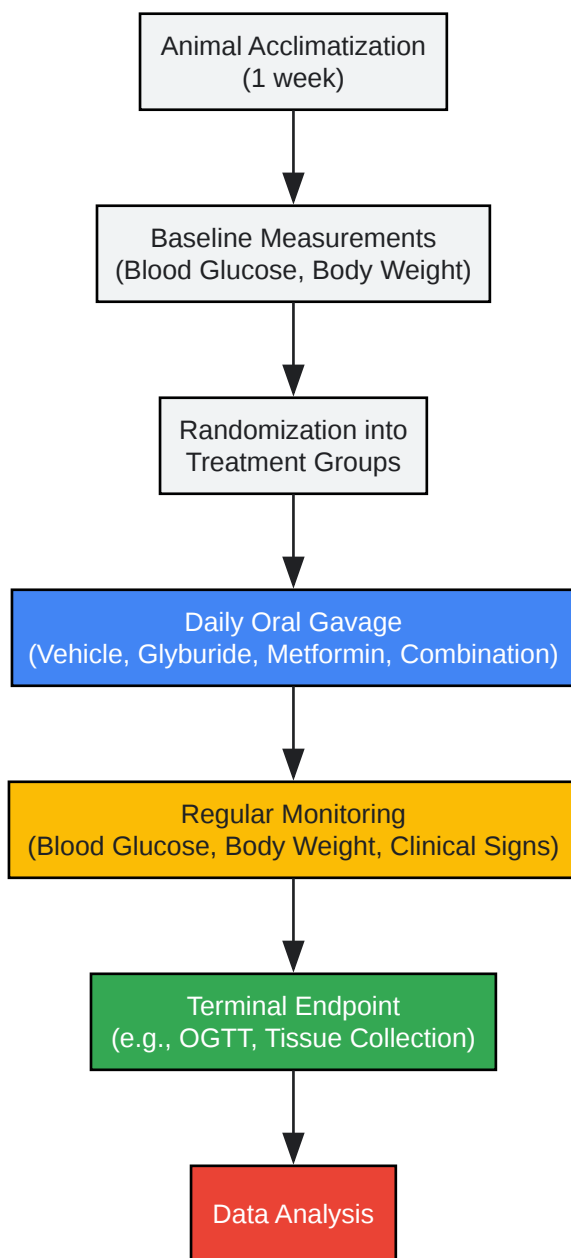 Animal Acclimatization
(1 week)
Baseline Measurements
(Blood Glucose, Body Weight)
Randomization into
Treatment Groups
Daily Oral Gavage
(Vehicle, Glyburide, Metformin, Combination)
Regular Monitoring
(Blood Glucose, Body Weight, Clinical Signs)
Terminal Endpoint
(e.g., OGTT, Tissue Collection)
Data Analysis